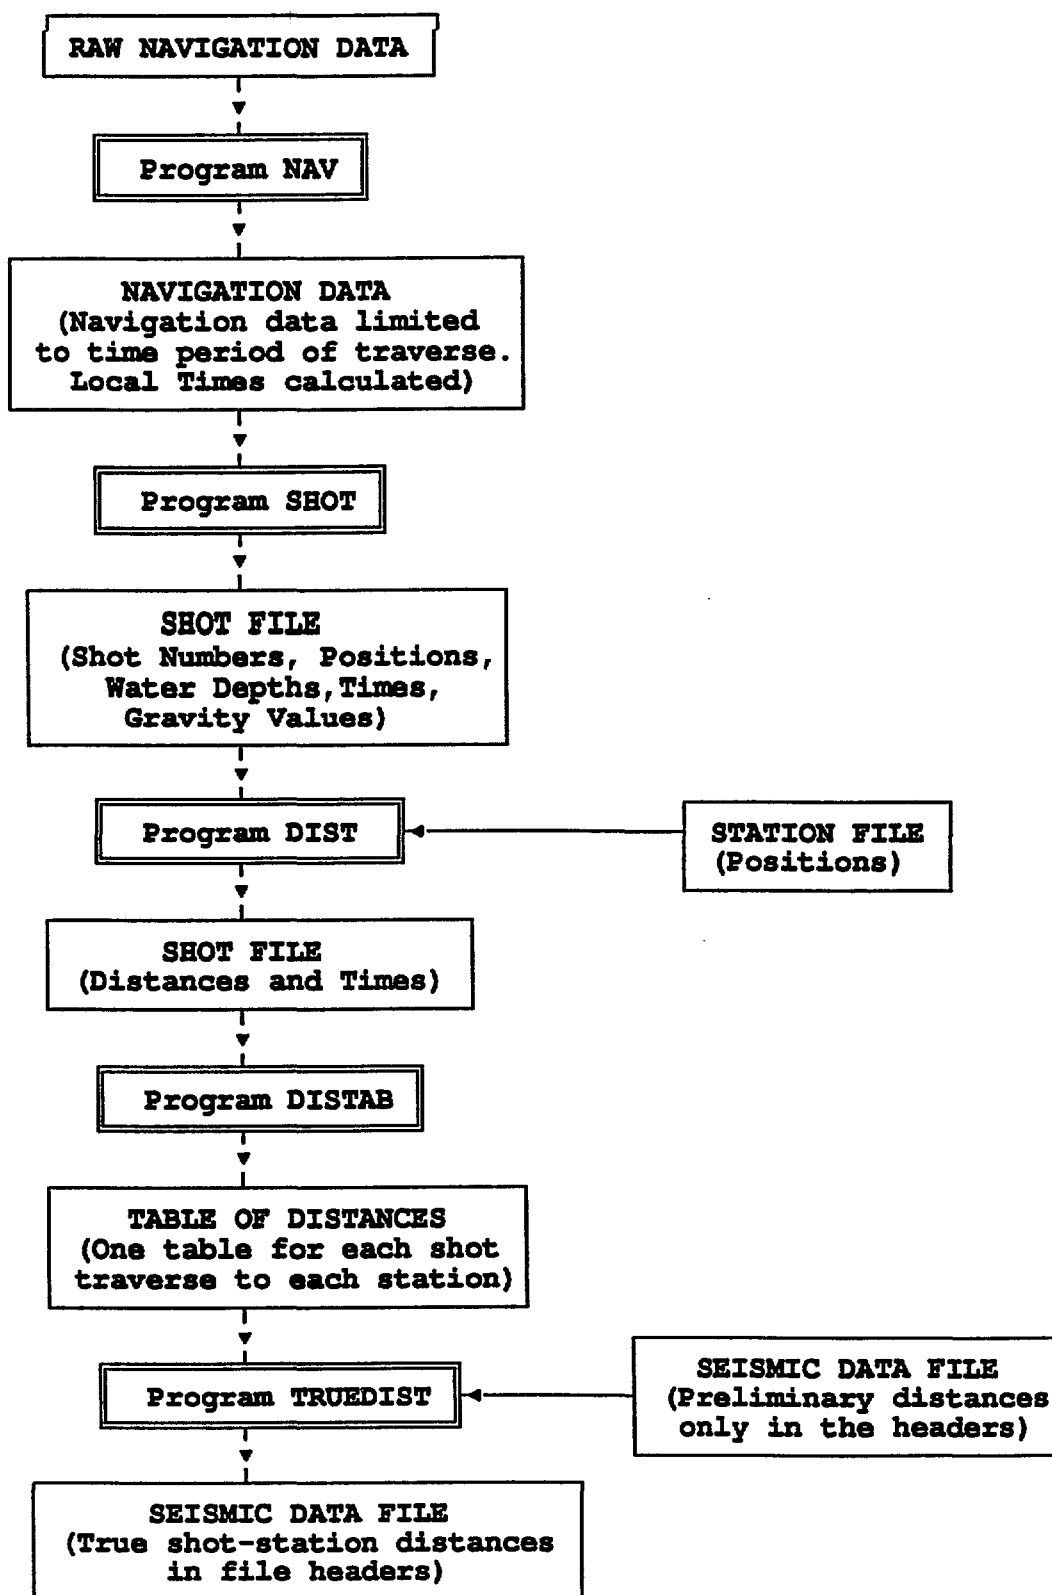 RAW NAVIGATION DATA
Program NAV
NAVIGATION DATA
(Navigation data limited
to time period of traverse.
Local Times calculated)
Program SHOT
SHOT FILE
(Shot Numbers, Positions,
Water Depths,Times,
Gravity Values)
Program DIST
STATION FILE
(Positions)
SHOT FILE
(Distances and Times)
Program DISTAB
TABLE OF DISTANCES
(One table for each shot
traverse to each station)
Program TRUEDIST
SEISMIC DATA FILE
(Preliminary distances
only in the headers)
SEISMIC DATA FILE
(True shot-station distances
in file headers)